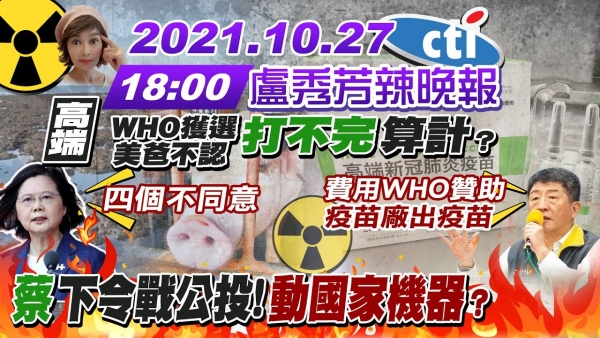 2021.10.27
cti
18:00 盧秀芳辣晚報
高端 WHO獲選 美爸不認 打不完算計?
高端新冠肺炎疫苗
四個不同意
費用WHO贊助
疫苗廠出疫苗
蔡下令戰公投!動國家機器?